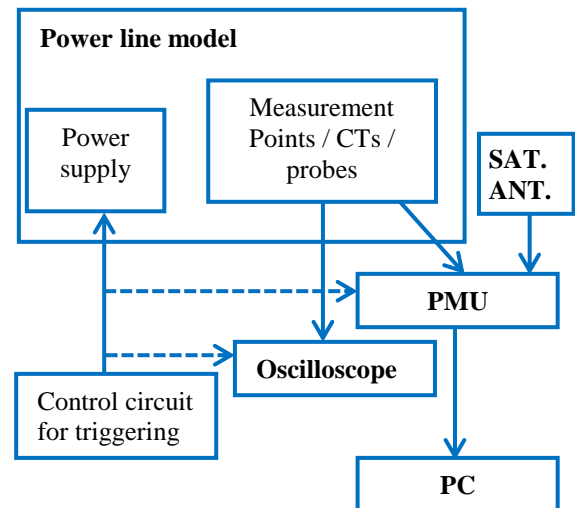 Power line model
Power
supply
Measurement
Points / CTs /
probes
SAT.
ANT.
PMU
Oscilloscope
Control circuit
for triggering
PC